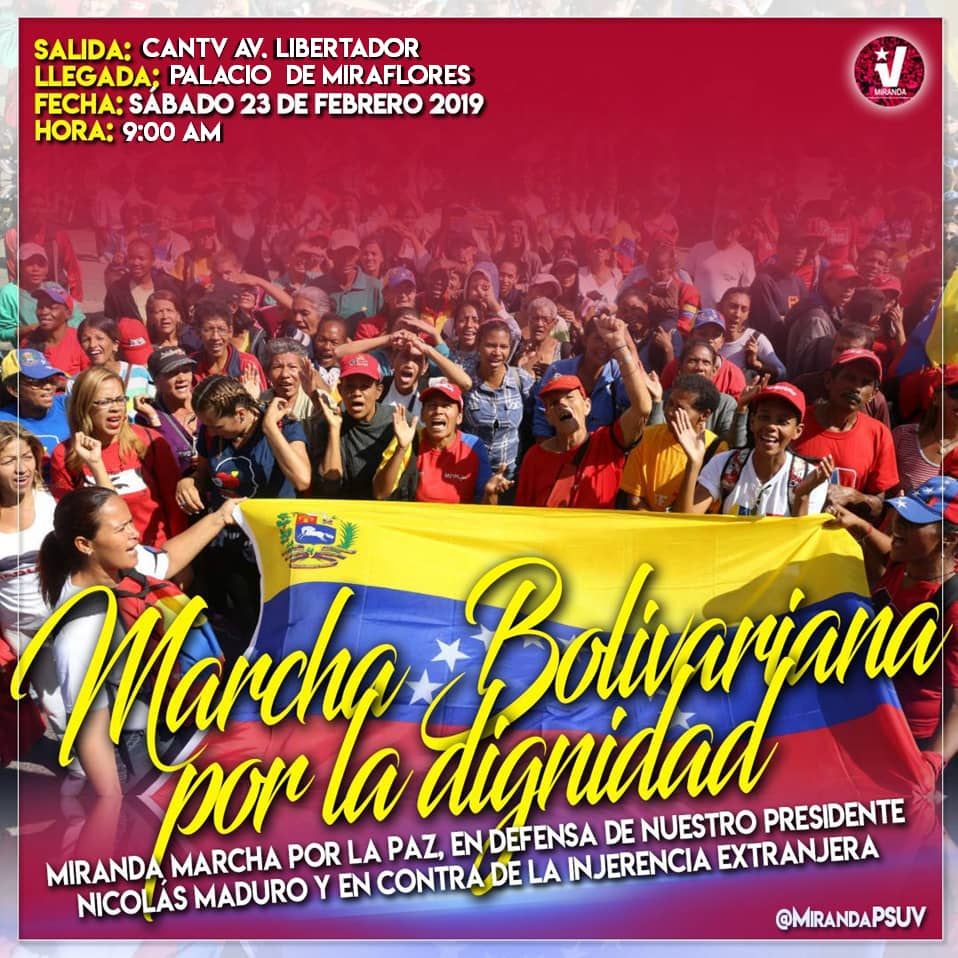 SALIDA: CANTV AV. LIBERTADOR
LLEGADA: PALACIO DE MIRAFLORES
FECHA: SÁBADO 23 DE FEBRERO 2019
HORA: 9:00 AM
MIRANDA
Marcha Bolivariana
por la dignidad
MIRANDA MARCHA POR LA PAZ, EN DEFENSA DE NUESTRO PRESIDENTE
NICOLÁS MADURO Y EN CONTRA DE LA INJERENCIA EXTRANJERA
@MIRANDAPSUV